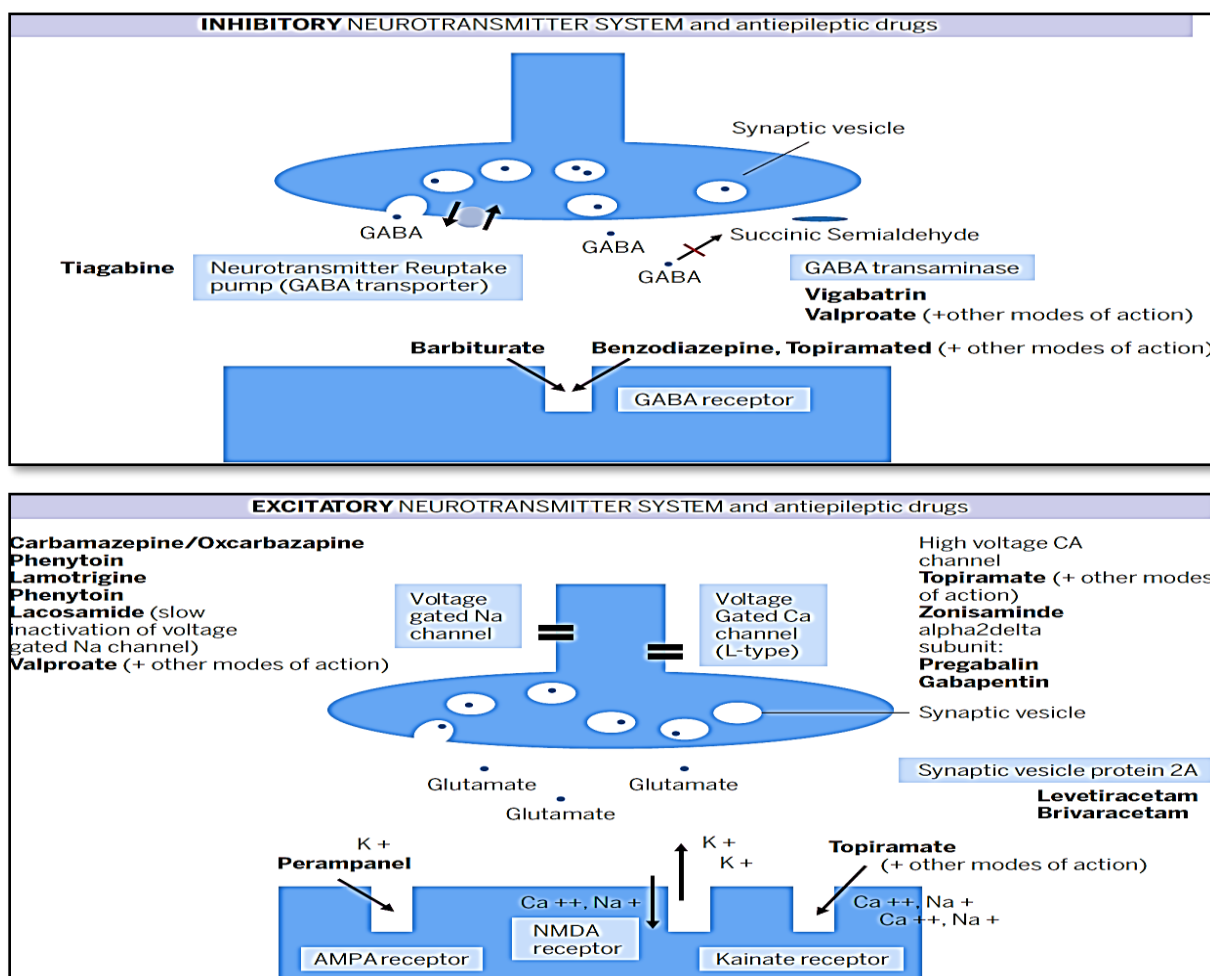 INHIBITORY NEUROTRANSMITTER SYSTEM and antiepileptic drugs
Synaptic vesicle
GABA
GABA
Succinic Semialdehyde
GABA
Tiagabine
Neurotransmitter Reuptake
pump (GABA transporter)
GABA transaminase
Vigabatrin
Valproate (+other modes of action)
Barbiturate
Benzodiazepine, Topiramated (+ other modes of action)
GABA receptor
EXCITATORY NEUROTRANSMITTER SYSTEM and antiepileptic drugs
Carbamazepine/Oxcarbazapine
Phenytoin
Lamotrigine
Phenytoin
Lacosamide (slow
inactivation of voltage
gated Na channel)
Valproate (+ other modes of action)
Voltage
gated Na
channel
Voltage
Gated Ca
channel
(L-type)
High voltage CA
channel
Topiramate (+ other modes
of action)
Zonisaminde
alpha2delta
subunit:
Pregabalin
Gabapentin
Synaptic vesicle
Synaptic vesicle protein 2A
Levetiracetam
Brivaracetam
Glutamate
Glutamate
Glutamate
K +
Perampanel
K +
K +
Topiramate
(+ other modes of action)
Ca ++, Na +
Ca ++, Na +
Ca ++, Na +
NMDA
receptor
AMPA receptor
Kainate receptor